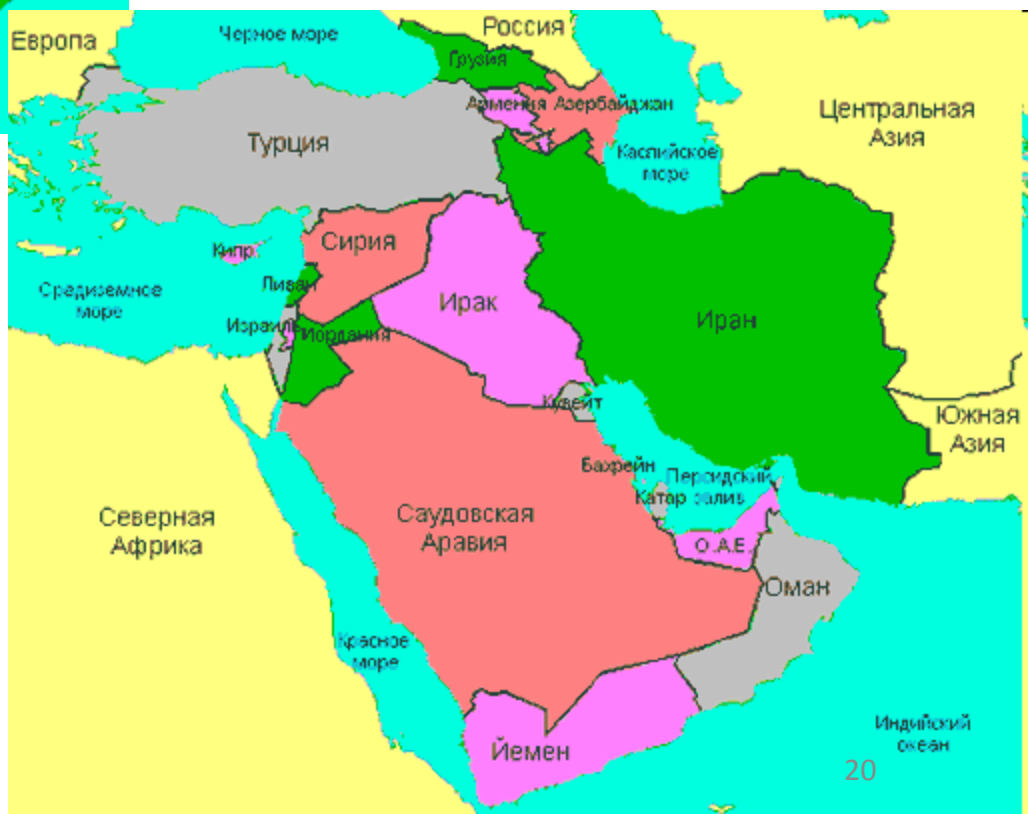 Европа
Черное море
Россия
Грузия
Армения
Азербайджан
Центральная
Азия
Турция
Каспийское
море
Кипр
Сирия
Ливан
Средиземное
море
Ирак
Иран
Израиль
Иордания
Кувейт
Южная
Азия
Бахрейн
Персидский
Катар залив
Северная
Африка
Саудовская
Аравия
О.А.Е.
Оман
Красное
море
Йемен
Индийский
океан
20